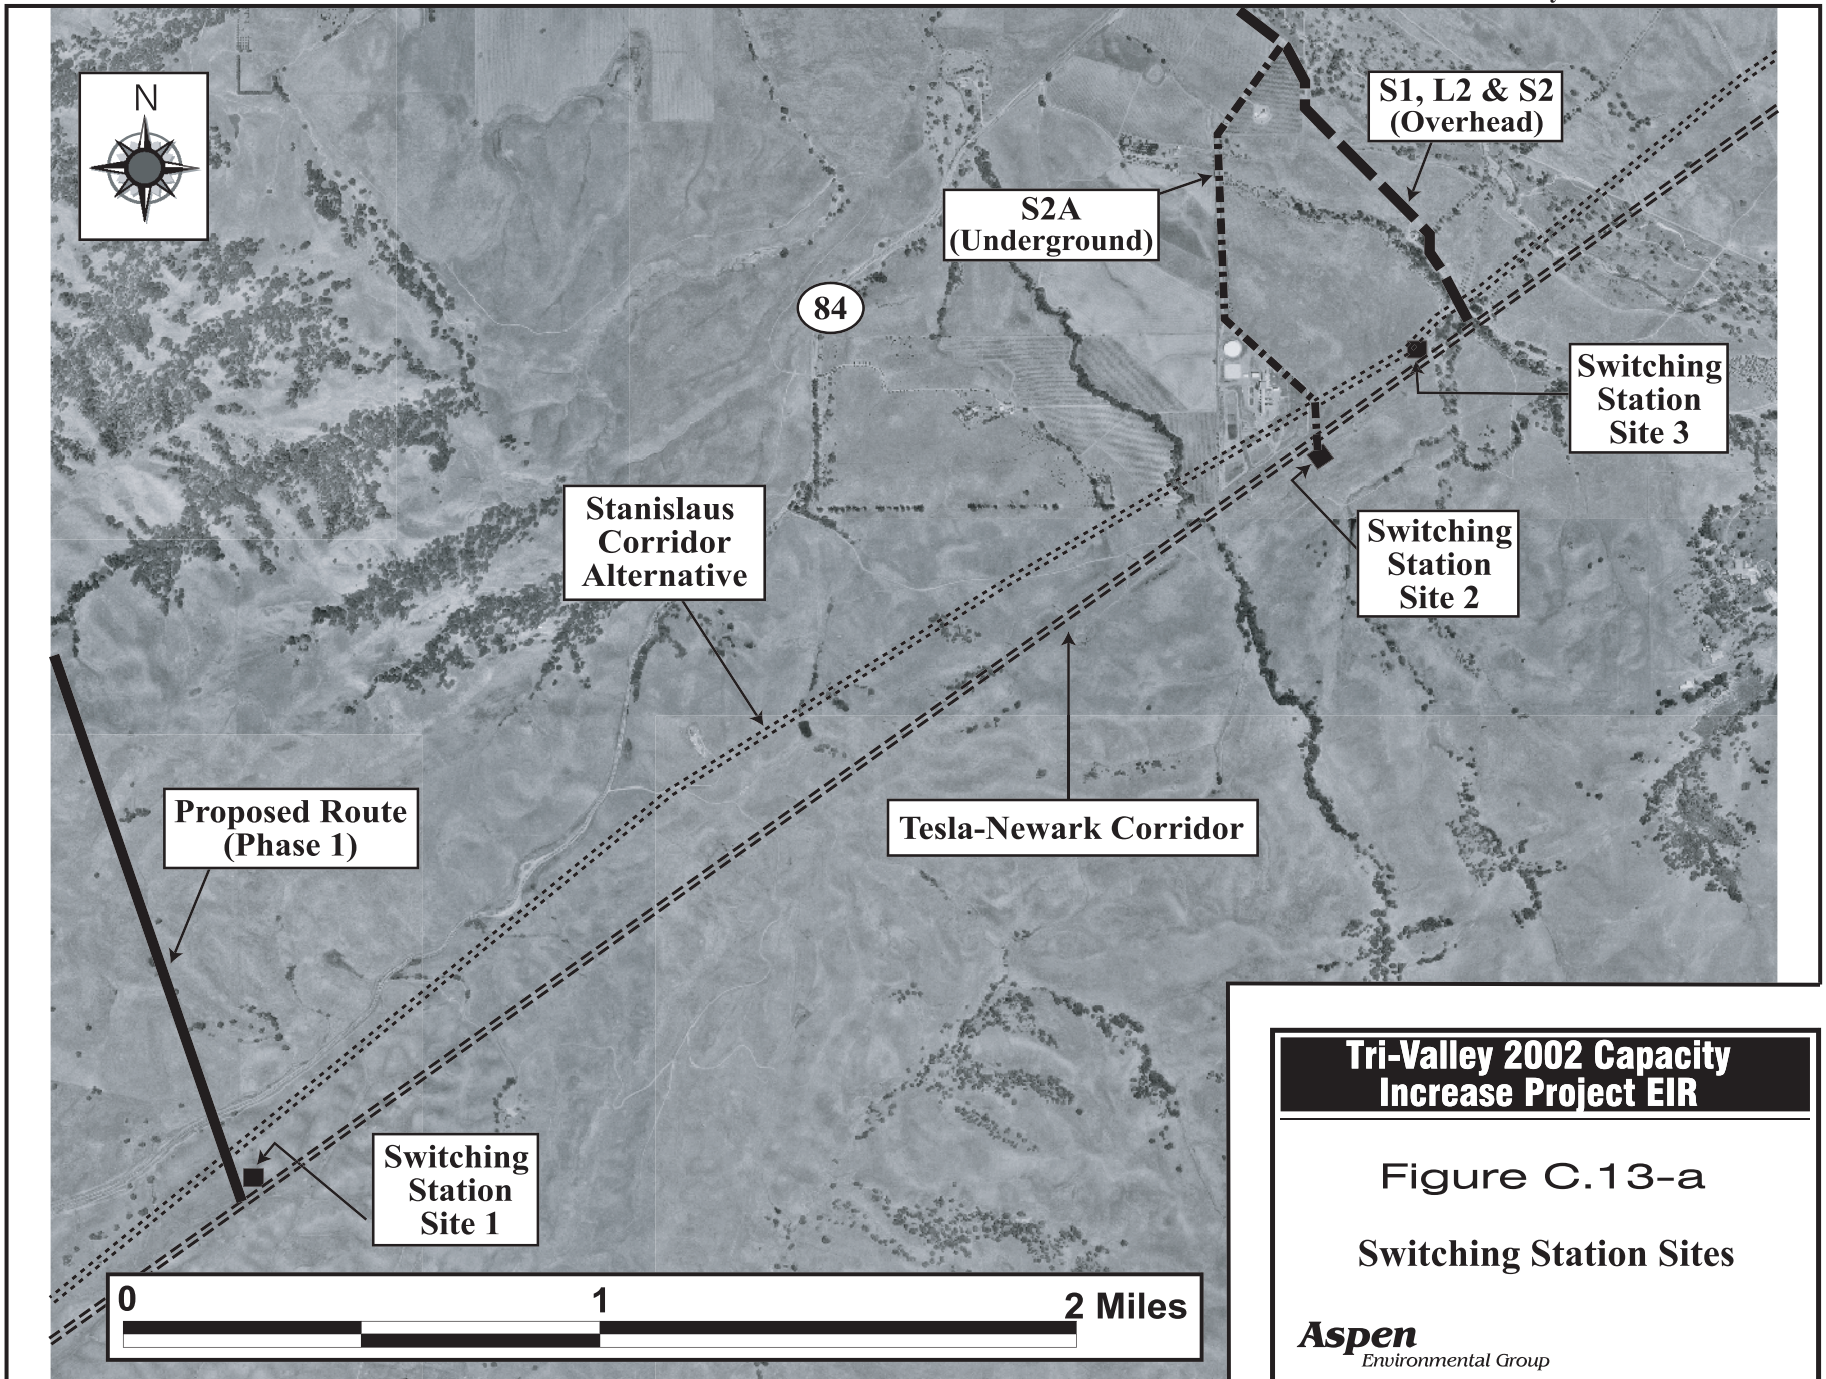 N
S1, L2 & S2
(Overhead)
S2A
(Underground)
84
Switching
Station
Site 3
Stanislaus
Corridor
Alternative
Switching
Station
Site 2
Proposed Route
(Phase 1)
Tesla-Newark Corridor
Switching
Station
Site 1
0 1 2 Miles
Tri-Valley 2002 Capacity
Increase Project EIR
Figure C.13-a
Switching Station Sites
Aspen
Environmental Group